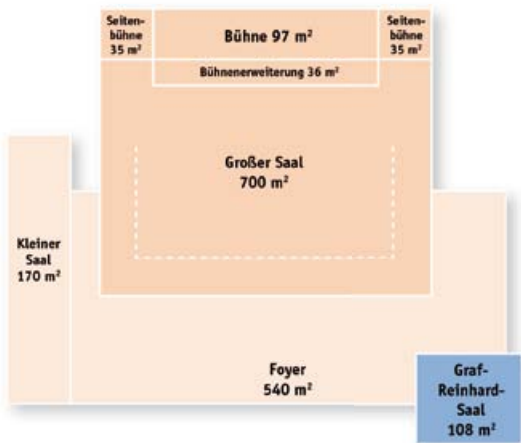 Seiten-
bühne
35 m²
Bühne 97 m²
Seiten-
bühne
35 m²
Bühnenerweiterung 36 m²
Großer Saal
700 m²
Kleiner
Saal
170 m²
Foyer
540 m²
Graf-
Reinhard-
Saal
108 m²